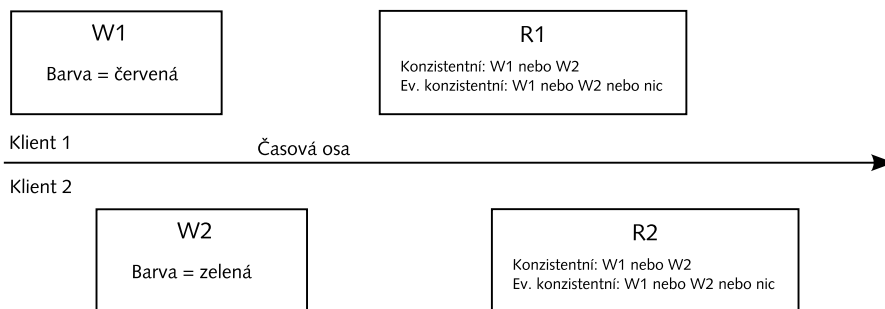 W1
Barva = červená
R1
Konzistentní: W1 nebo W2
Ev. konzistentní: W1 nebo W2 nebo nic
Klient 1
Časová osa
Klient 2
W2
Barva = zelená
R2
Konzistentní: W1 nebo W2
Ev. konzistentní: W1 nebo W2 nebo nic